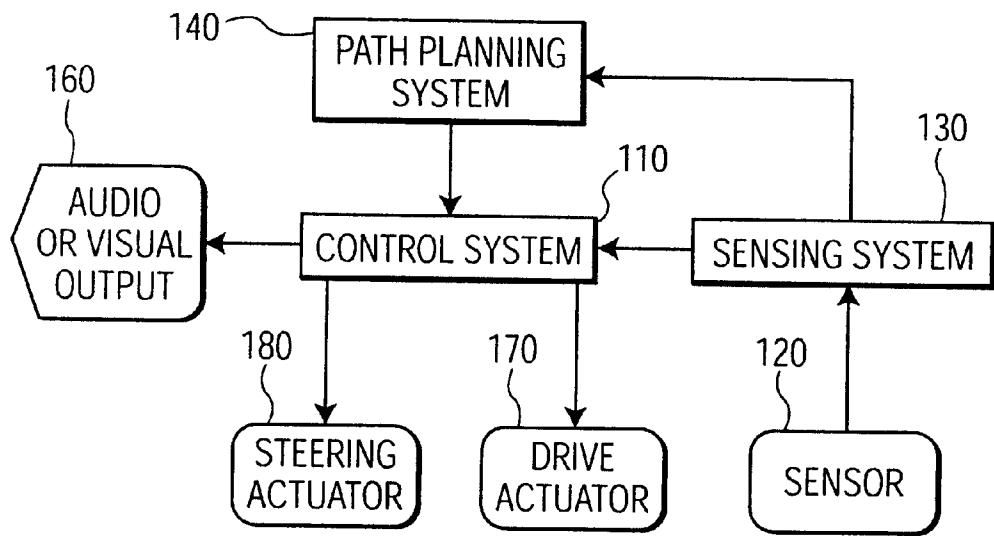 140
PATH PLANNING
SYSTEM
160
130
110
AUDIO
OR VISUAL
OUTPUT
CONTROL SYSTEM
SENSING SYSTEM
180
170
120
STEERING
ACTUATOR
DRIVE
ACTUATOR
SENSOR